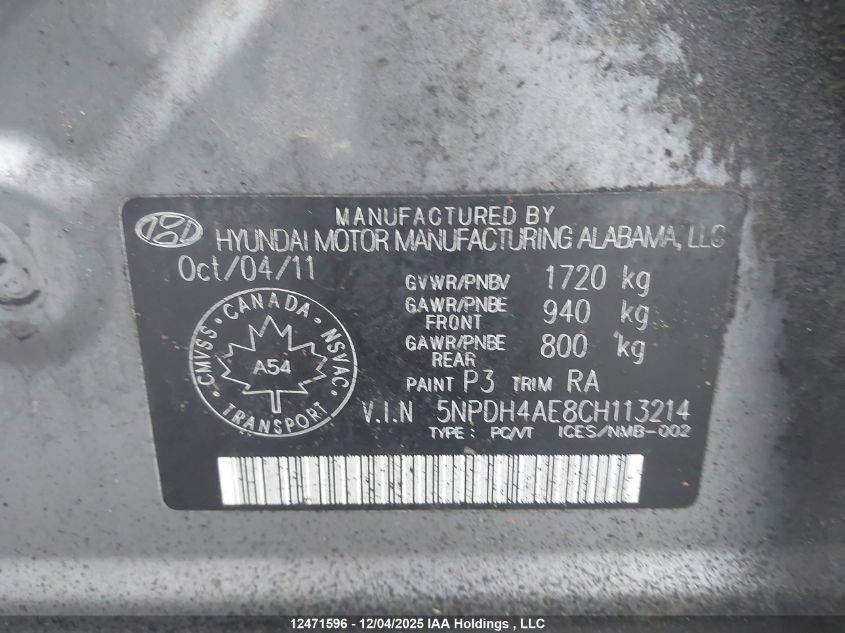 MANUFACTURED BY
HYUNDAI MOTOR MANUFACTURING ALABAMA, LLC
Oct/04/11
GVWR/PNBV 1720 kg
GAWR/PNBE FRONT 940 kg
GAWR/PNBE REAR 800 kg
PAINT P3 TRIM RA
V.I.N 5NPDH4AE8CH113214
TYPE : PC/VT ICES/NMB-002
CMVSS · CANADA · NSVAC · TRANSPORT
A54
12471596 - 12/04/2025 IAA Holdings , LLC